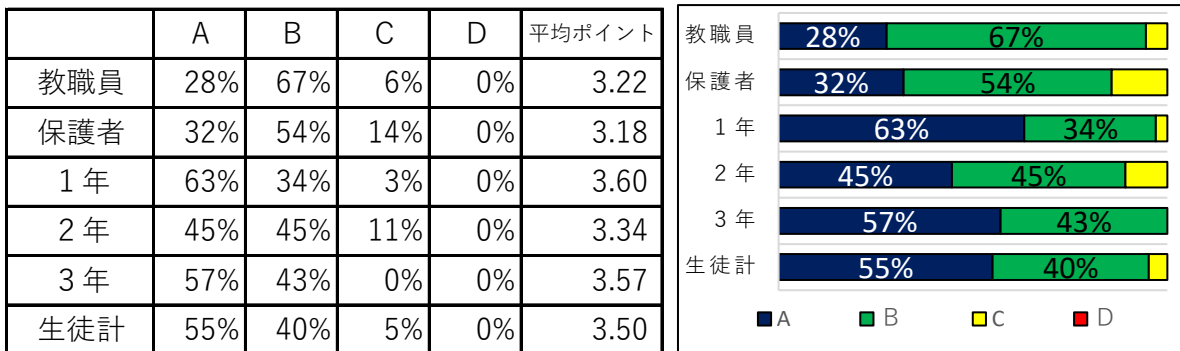 A B C D 平均ポイント
教職員 28% 67% 6% 0% 3.22
保護者 32% 54% 14% 0% 3.18
1年 63% 34% 3% 0% 3.60
2年 45% 45% 11% 0% 3.34
3年 57% 43% 0% 0% 3.57
生徒計 55% 40% 5% 0% 3.50
教職員 28% 67%
保護者 32% 54%
1年 63% 34%
2年 45% 45%
3年 57% 43%
生徒計 55% 40%
A B C D